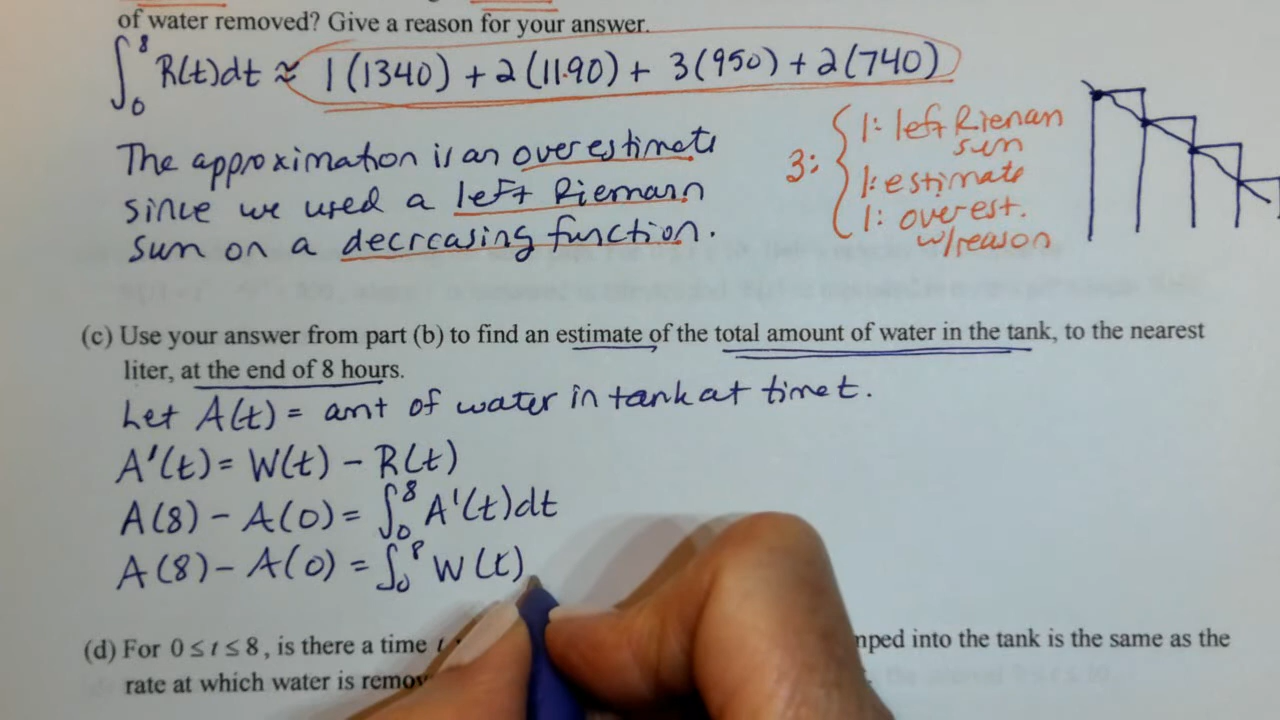 of water removed? Give a reason for your answer.
∫₀⁸ R(t)dt ≈ 1(1340) + 2(1190) + 3(950) + 2(740)
The approximation is an overestimate
since we used a left Riemann
sum on a decreasing function.
3: { 1: left Rieman
sum
1: estimate
1: overest.
w/reason
(c) Use your answer from part (b) to find an estimate of the total amount of water in the tank, to the nearest
liter, at the end of 8 hours.
Let A(t) = amt of water in tank at time t.
A'(t) = W(t) - R(t)
A(8) - A(0) = ∫₀⁸ A'(t)dt
A(8) - A(0) = ∫₀⁸ W(t)
(d) For 0 ≤ t ≤ 8, is there a time t mped into the tank is the same as the
rate at which water is remov